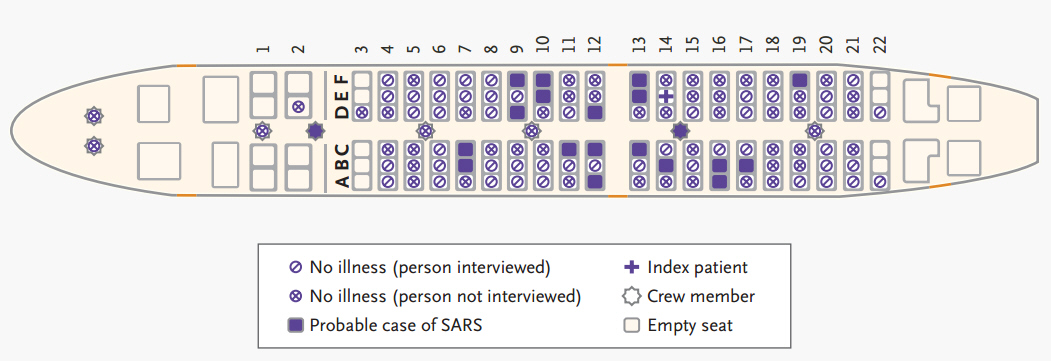 1 2 3 4 5 6 7 8 9 10 11 12 13 14 15 16 17 18 19 20 21 22
F
E
D
C
B
A
No illness (person interviewed)
No illness (person not interviewed)
Probable case of SARS
Index patient
Crew member
Empty seat